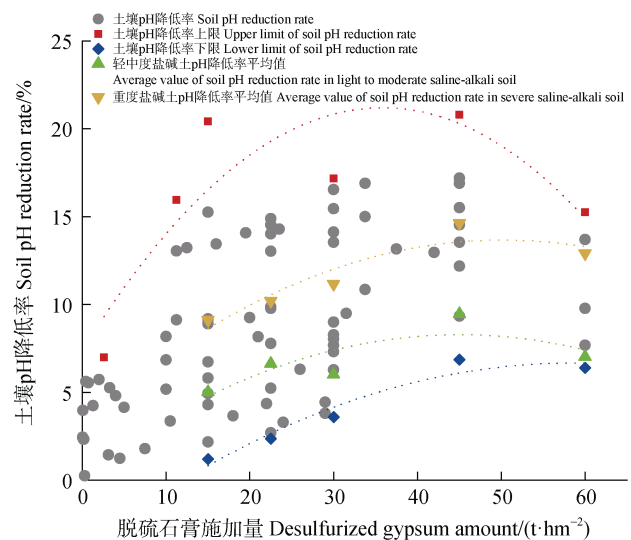 土壤pH降低率 Soil pH reduction rate
土壤pH降低率上限 Upper limit of soil pH reduction rate
土壤pH降低率下限 Lower limit of soil pH reduction rate
轻中度盐碱土pH降低率平均值
Average value of soil pH reduction rate in light to moderate saline-alkali soil
重度盐碱土pH降低率平均值 Average value of soil pH reduction rate in severe saline-alkali soil
土壤pH降低率 Soil pH reduction rate/%
25
20
15
10
5
0
0 10 20 30 40 50 60
脱硫石膏施加量 Desulfurized gypsum amount/(t·hm⁻²)